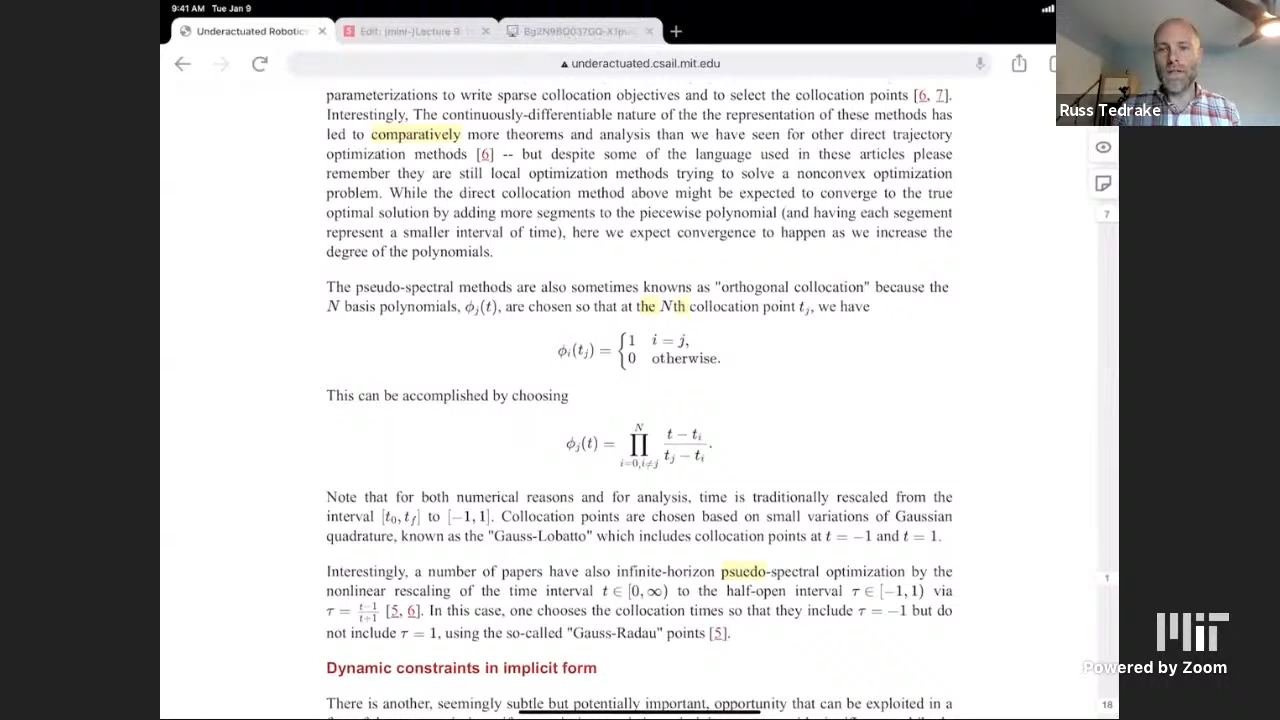 9:41 AM Tue Jan 9
Underactuated Robotic
Edit: (mini-)Lecture 9:
underactuated.csail.mit.edu
Russ Tedrake
parameterizations to write sparse collocation objectives and to select the collocation points [6, 7].
Interestingly, The continuously-differentiable nature of the the representation of these methods has
led to comparatively more theorems and analysis than we have seen for other direct trajectory
optimization methods [6] -- but despite some of the language used in these articles please
remember they are still local optimization methods trying to solve a nonconvex optimization
problem. While the direct collocation method above might be expected to converge to the true
optimal solution by adding more segments to the piecewise polynomial (and having each segement
represent a smaller interval of time), here we expect convergence to happen as we increase the
degree of the polynomials.
The pseudo-spectral methods are also sometimes knowns as "orthogonal collocation" because the
N basis polynomials, ϕj(t), are chosen so that at the Nth collocation point tj, we have
ϕi(tj) = { 1 i = j,
0 otherwise.
This can be accomplished by choosing
ϕj(t) = ∏_{i=0,i≠j}^{N} (t − ti)/(tj − ti).
Note that for both numerical reasons and for analysis, time is traditionally rescaled from the
interval [t0, tf] to [−1, 1]. Collocation points are chosen based on small variations of Gaussian
quadrature, known as the "Gauss-Lobatto" which includes collocation points at t = −1 and t = 1.
Interestingly, a number of papers have also infinite-horizon psuedo-spectral optimization by the
nonlinear rescaling of the time interval t ∈ [0, ∞) to the half-open interval τ ∈ [−1, 1) via
τ = (t−1)/(t+1) [5, 6]. In this case, one chooses the collocation times so that they include τ = −1 but do
not include τ = 1, using the so-called "Gauss-Radau" points [5].
Dynamic constraints in implicit form
There is another, seemingly subtle but potentially important, opportunity that can be exploited in a
7
1
18
MIT
Powered by Zoom